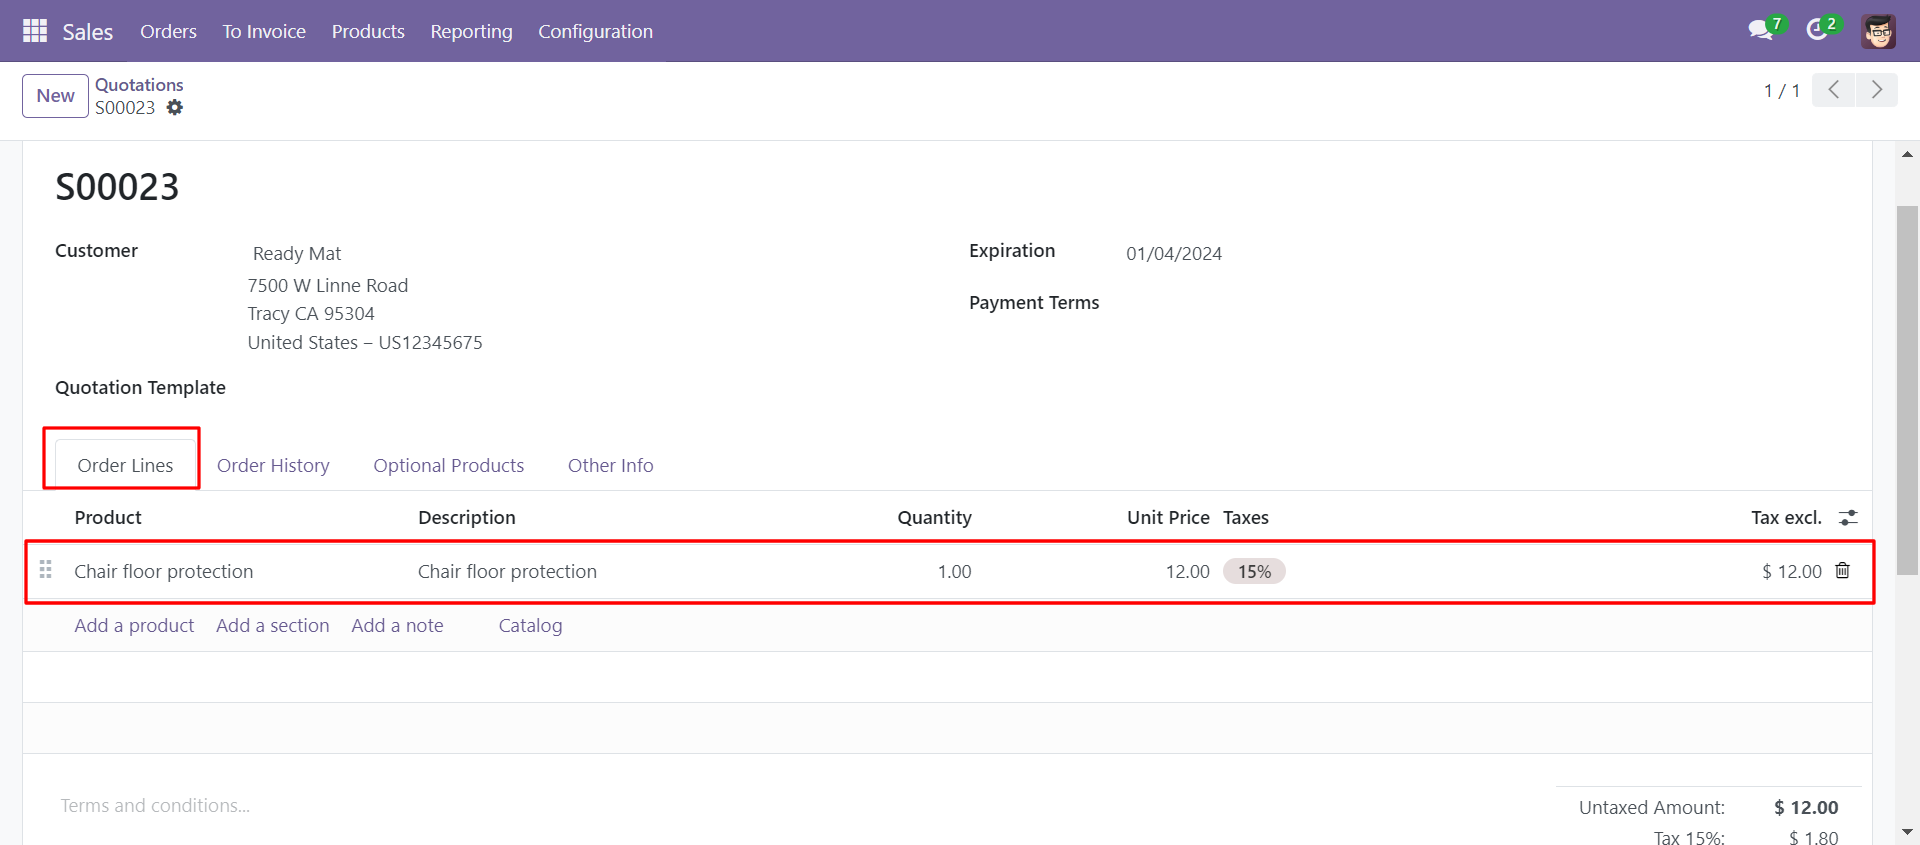 Sales Orders To Invoice Products Reporting Configuration 7 2
New Quotations
S00023
1 / 1
S00023
Customer Ready Mat Expiration 01/04/2024
7500 W Linne Road
Tracy CA 95304 Payment Terms
United States – US12345675
Quotation Template
Order Lines Order History Optional Products Other Info
Product Description Quantity Unit Price Taxes Tax excl.
Chair floor protection Chair floor protection 1.00 12.00 15% $ 12.00
Add a product Add a section Add a note Catalog
Terms and conditions...
Untaxed Amount: $ 12.00
Tax 15%: $ 1.80